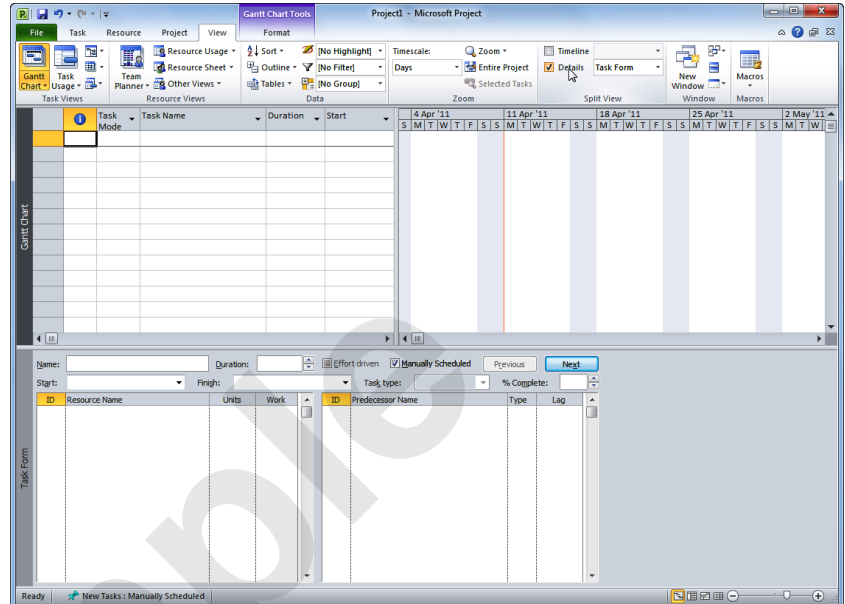 Gantt Chart Tools
Project1 - Microsoft Project
File Task Resource Project View Format
Gantt Chart
Task Usage
Team Planner
Resource Usage
Resource Sheet
Other Views
Sort
Outline
Tables
[No Highlight]
[No Filter]
[No Group]
Timescale:
Days
Zoom
Entire Project
Selected Tasks
Timeline
Details Task Form
New Window
Macros
Task Views Resource Views Data Zoom Split View Window Macros
Task Mode Task Name Duration Start
4 Apr '11 11 Apr '11 18 Apr '11 25 Apr '11 2 May '11
S M T W T F S S M T W T F S S M T W T F S S M T W T F S S M T W
Gantt Chart
Name: Duration: Effort driven Manually Scheduled Previous Next
Start: Finish: Task type: % Complete:
ID Resource Name Units Work ID Predecessor Name Type Lag
Task Form
Ready New Tasks : Manually Scheduled